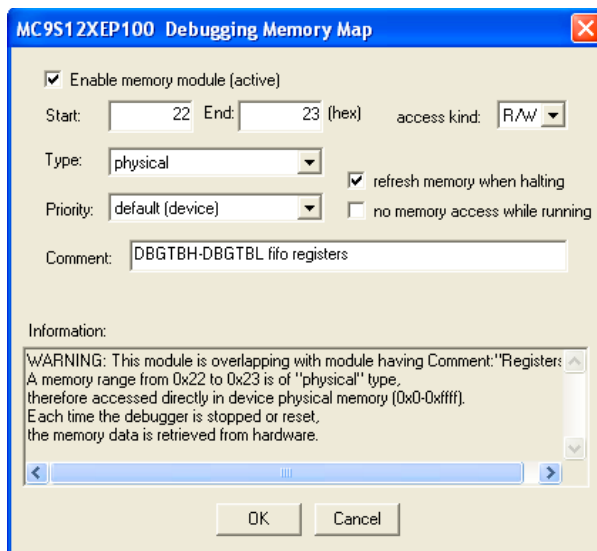 MC9S12XEP100 Debugging Memory Map
Enable memory module (active)
Start: 22 End: 23 (hex) access kind: R/W
Type: physical
refresh memory when halting
Priority: default (device)
no memory access while running
Comment: DBGTBH-DBGTBL fifo registers
Information:
WARNING: This module is overlapping with module having Comment:"Registers
A memory range from 0x22 to 0x23 is of "physical" type,
therefore accessed directly in device physical memory (0x0-0xffff).
Each time the debugger is stopped or reset,
the memory data is retrieved from hardware.
OK Cancel